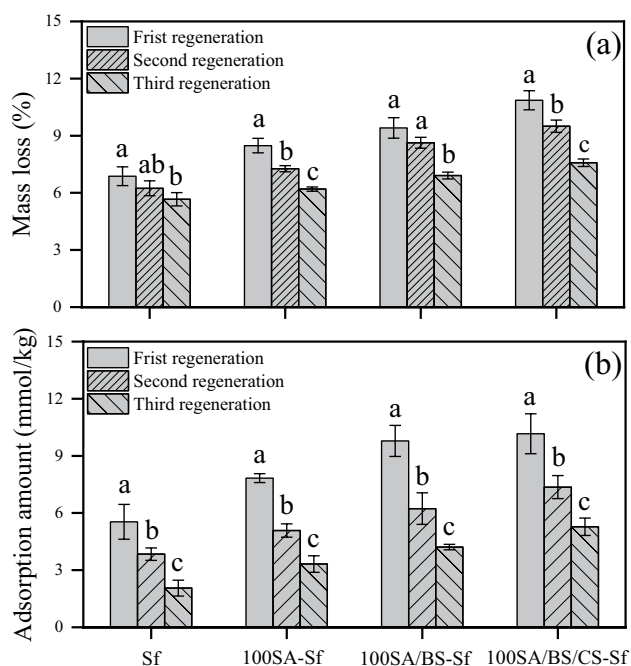 15
12
9
6
3
0
Mass loss (%)
Frist regeneration
Second regeneration
Third regeneration
(a)
a
ab
b
a
b
c
a
a
b
a
b
c
15
12
9
6
3
0
Adsorption amount (mmol/kg)
Frist regeneration
Second regeneration
Third regeneration
(b)
a
b
c
a
b
c
a
b
c
a
b
c
Sf
100SA-Sf
100SA/BS-Sf
100SA/BS/CS-Sf